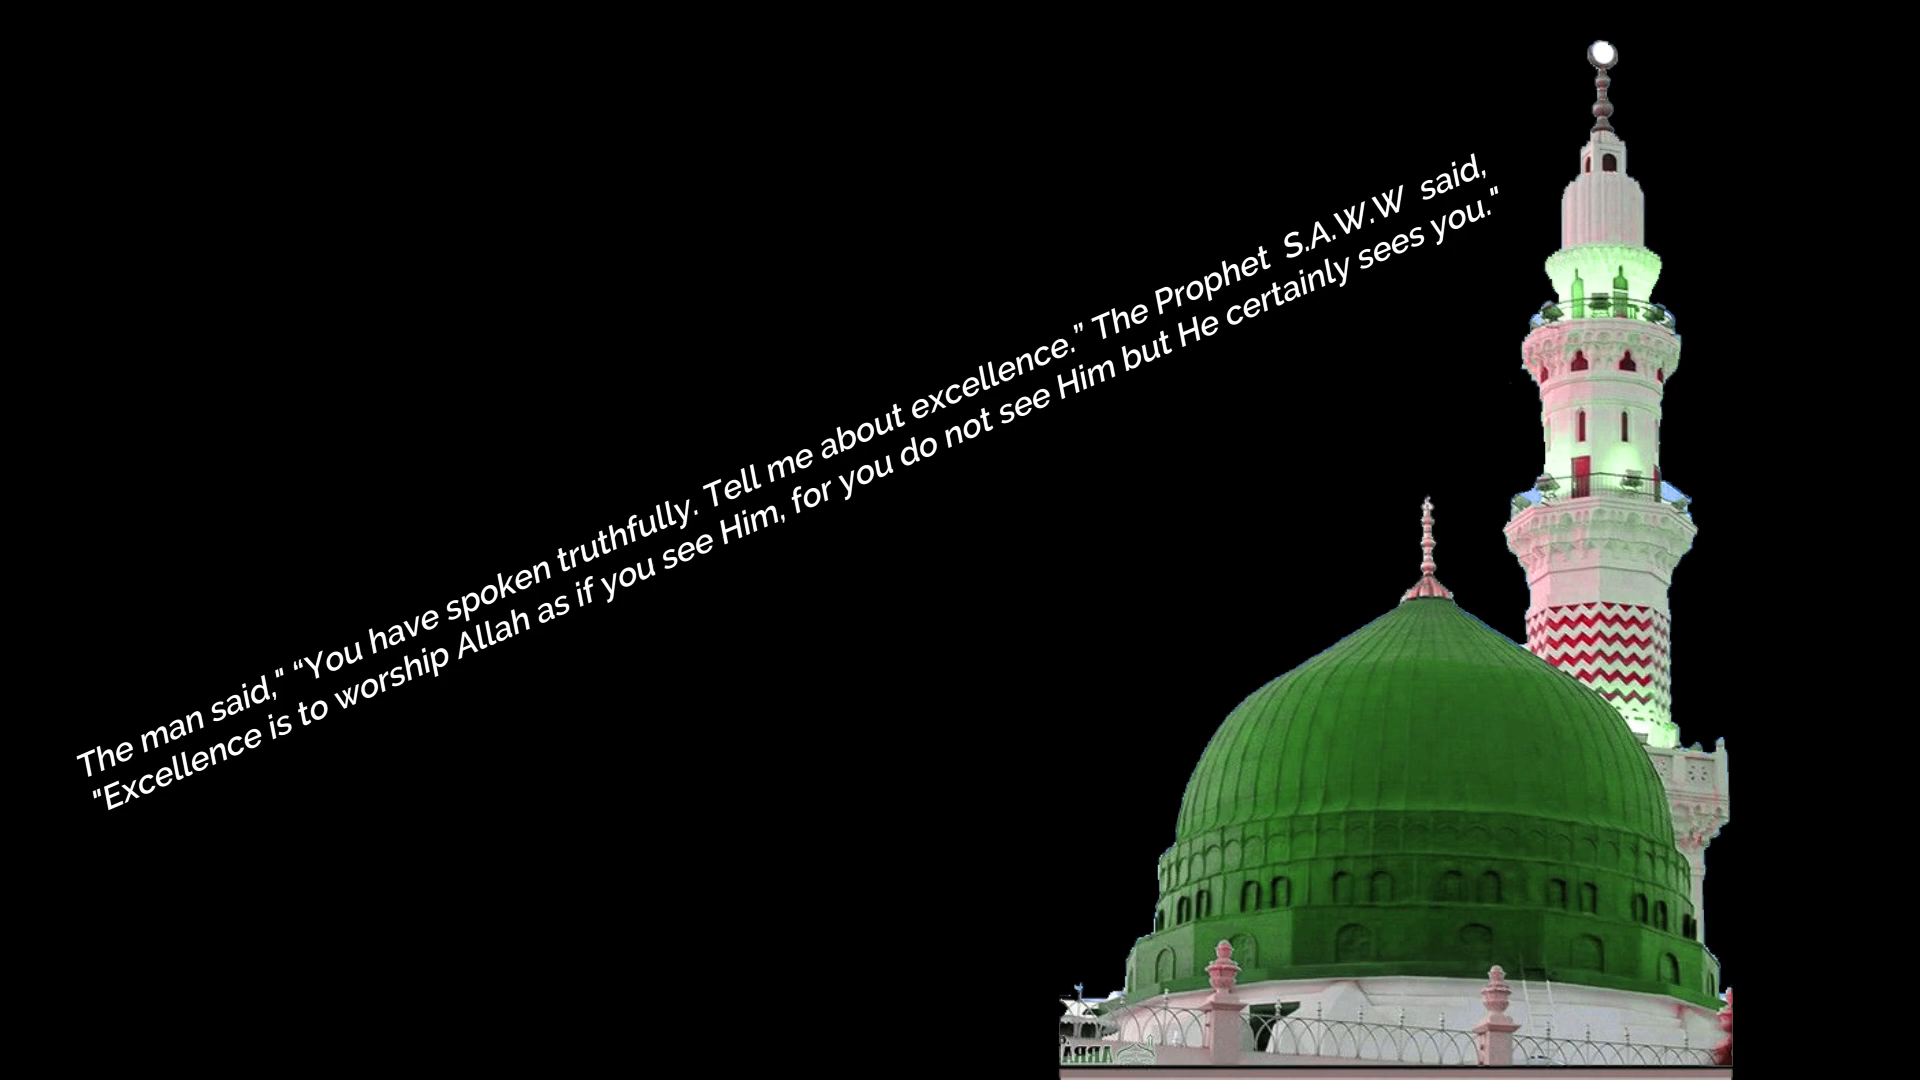 The man said," “You have spoken truthfully. Tell me about excellence.” The Prophet S.A.W.W said,
"Excellence is to worship Allah as if you see Him, for you do not see Him but He certainly sees you."